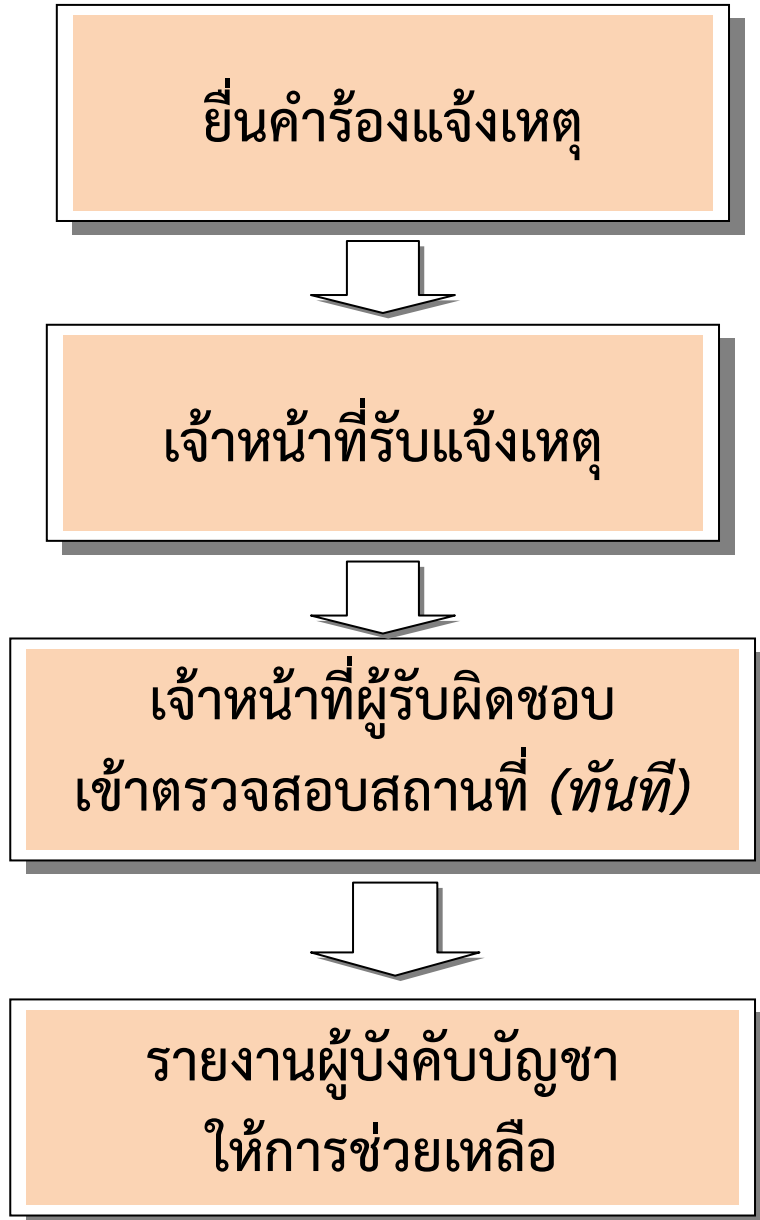 ยื่นคำร้องแจ้งเหตุ
เจ้าหน้าที่รับแจ้งเหตุ
เจ้าหน้าที่ผู้รับผิดชอบ
เข้าตรวจสอบสถานที่ (ทันที)
รายงานผู้บังคับบัญชา
ให้การช่วยเหลือ